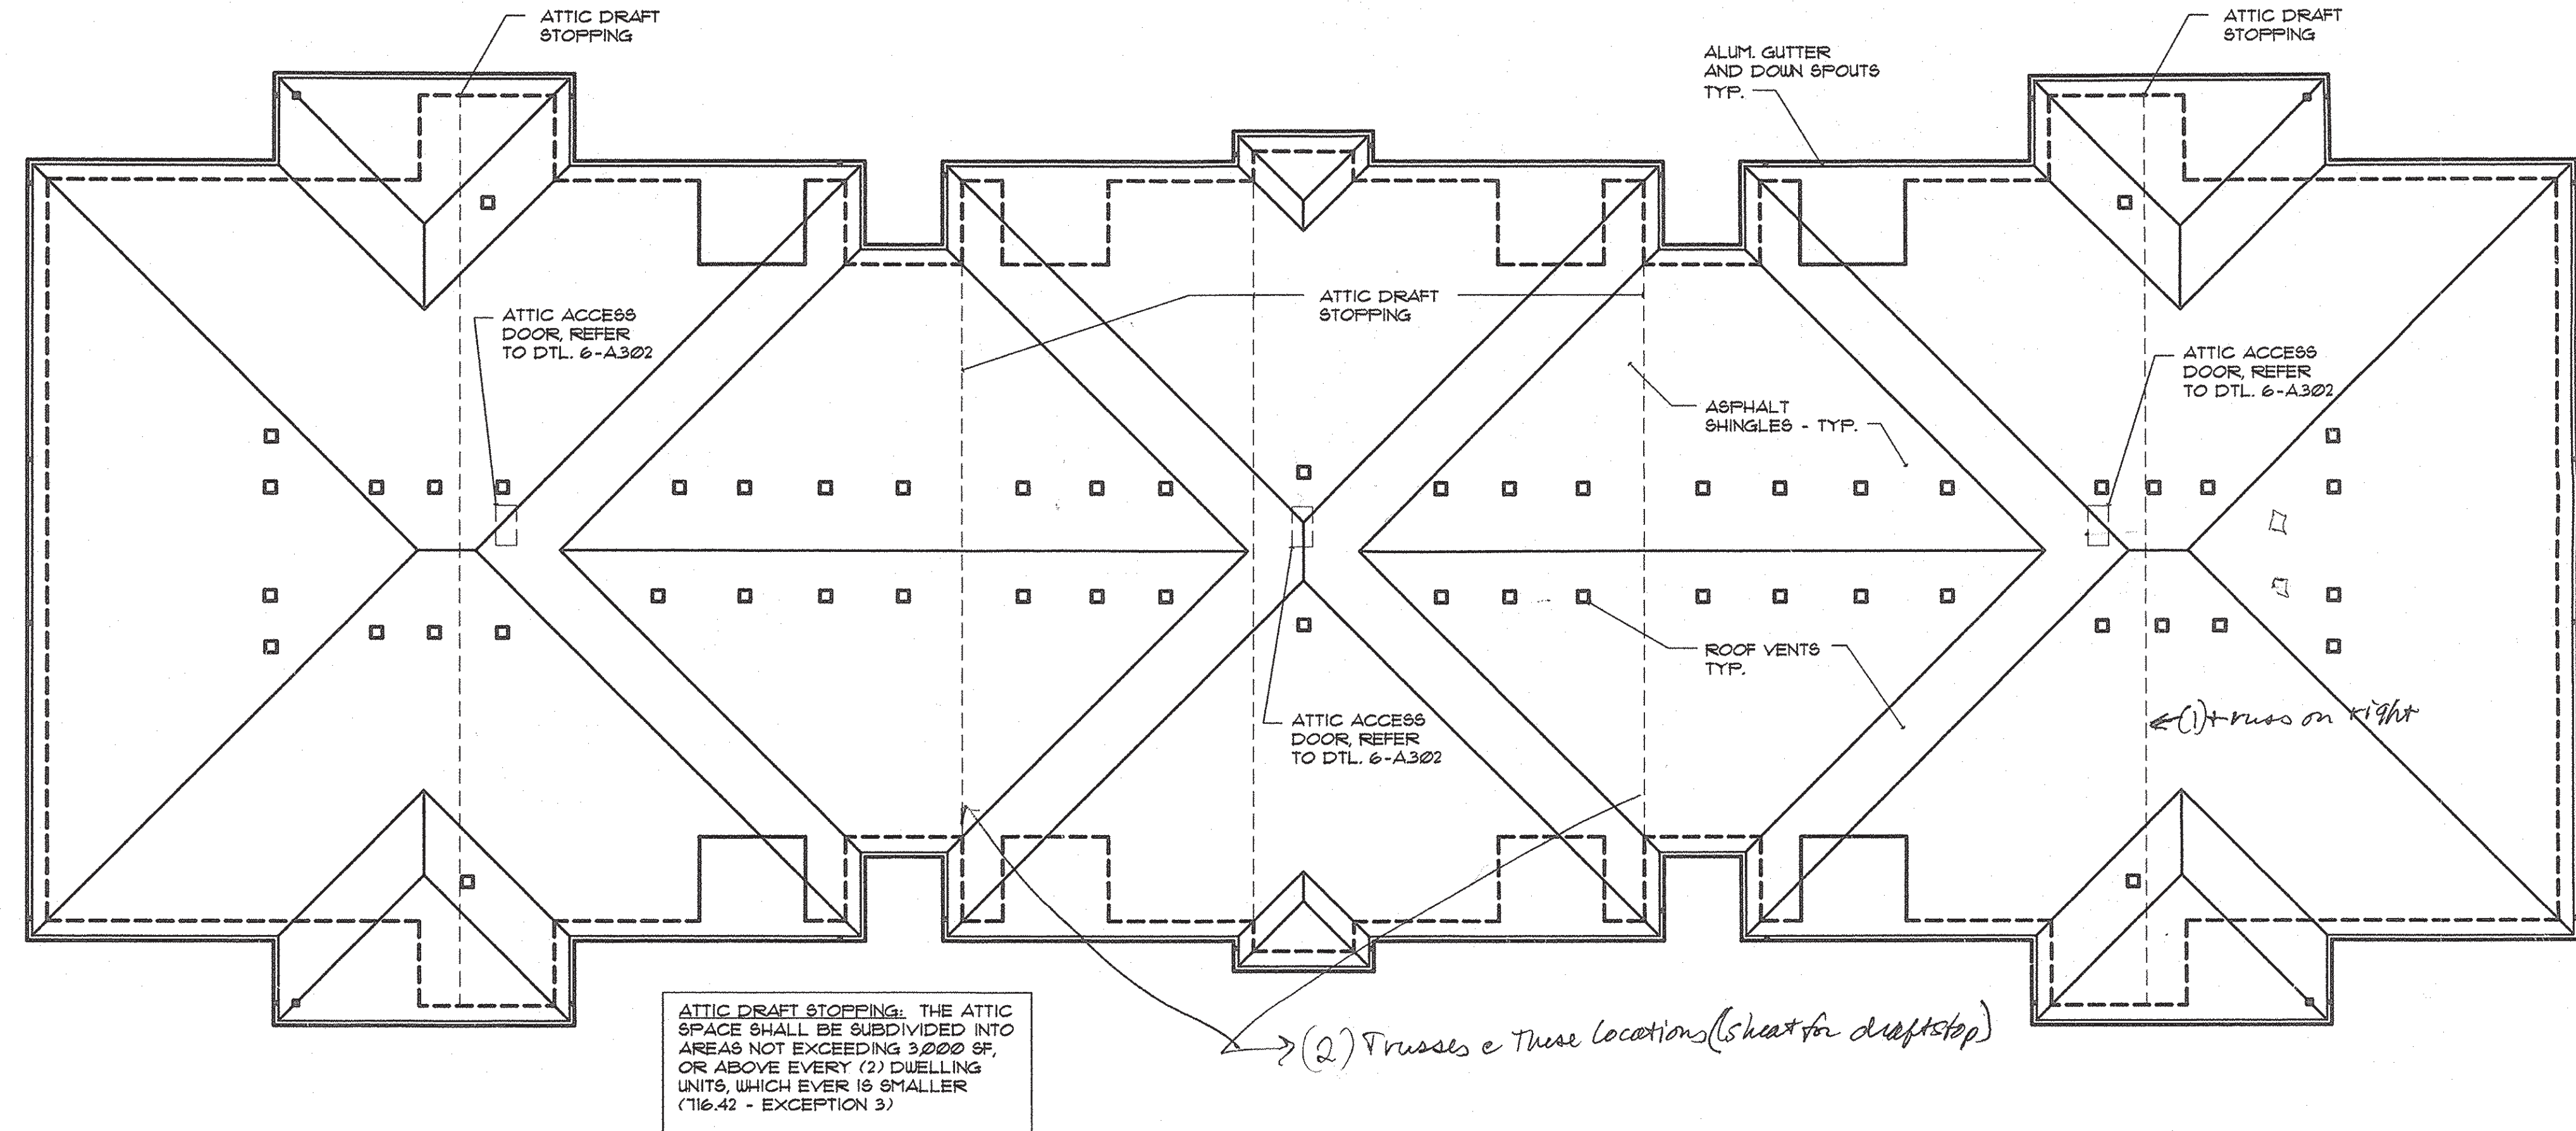 ATTIC DRAFT
STOPPING
ATTIC DRAFT
STOPPING
ALUM. GUTTER
AND DOWN SPOUTS
TYP.
ATTIC DRAFT
STOPPING
ATTIC ACCESS
DOOR, REFER
TO DTL. 6-A302
ATTIC ACCESS
DOOR, REFER
TO DTL. 6-A302
ASPHALT
SHINGLES - TYP.
ROOF VENTS
TYP.
ATTIC ACCESS
DOOR, REFER
TO DTL. 6-A302
(1) truss on right
ATTIC DRAFT STOPPING: THE ATTIC
SPACE SHALL BE SUBDIVIDED INTO
AREAS NOT EXCEEDING 3,000 SF,
OR ABOVE EVERY (2) DWELLING
UNITS, WHICH EVER IS SMALLER
(716.42 - EXCEPTION 3)
(2) Trusses e These Locations (sheat for draftstop)